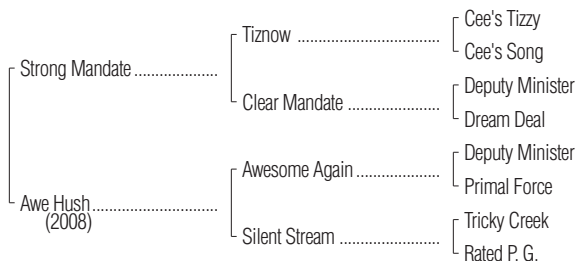 Cee's Tizzy
Tiznow
Cee's Song
Strong Mandate
Deputy Minister
Clear Mandate
Dream Deal
Deputy Minister
Awesome Again
Primal Force
Awe Hush
(2008)
Tricky Creek
Silent Stream
Rated P. G.